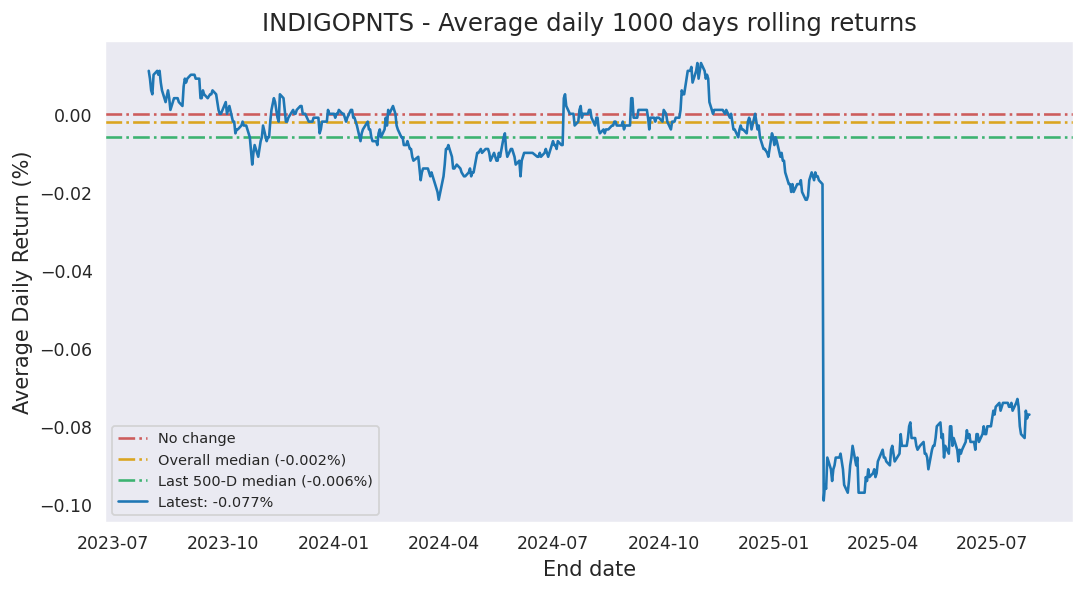 INDIGOPNTS - Average daily 1000 days rolling returns
Average Daily Return (%)
0.00
−0.02
−0.04
−0.06
−0.08
−0.10
No change
Overall median (-0.002%)
Last 500-D median (-0.006%)
Latest: -0.077%
2023-07 2023-10 2024-01 2024-04 2024-07 2024-10 2025-01 2025-04 2025-07
End date